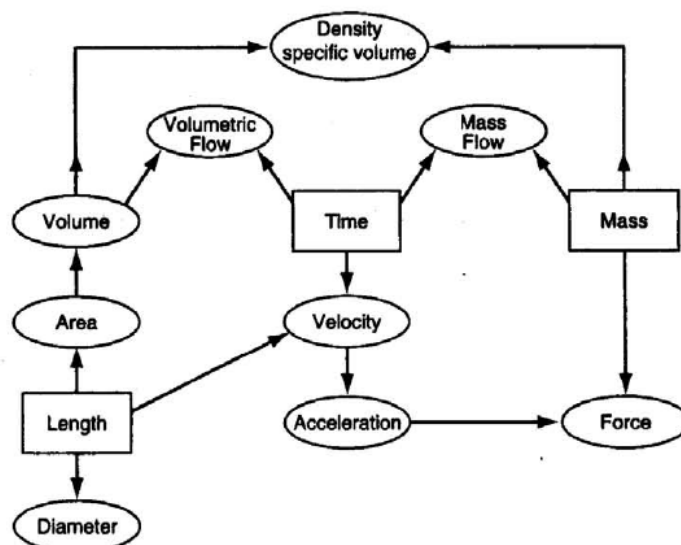 Density
specific volume
Volumetric
Flow
Mass
Flow
Volume
Time
Mass
Area
Velocity
Length
Acceleration
Force
Diameter